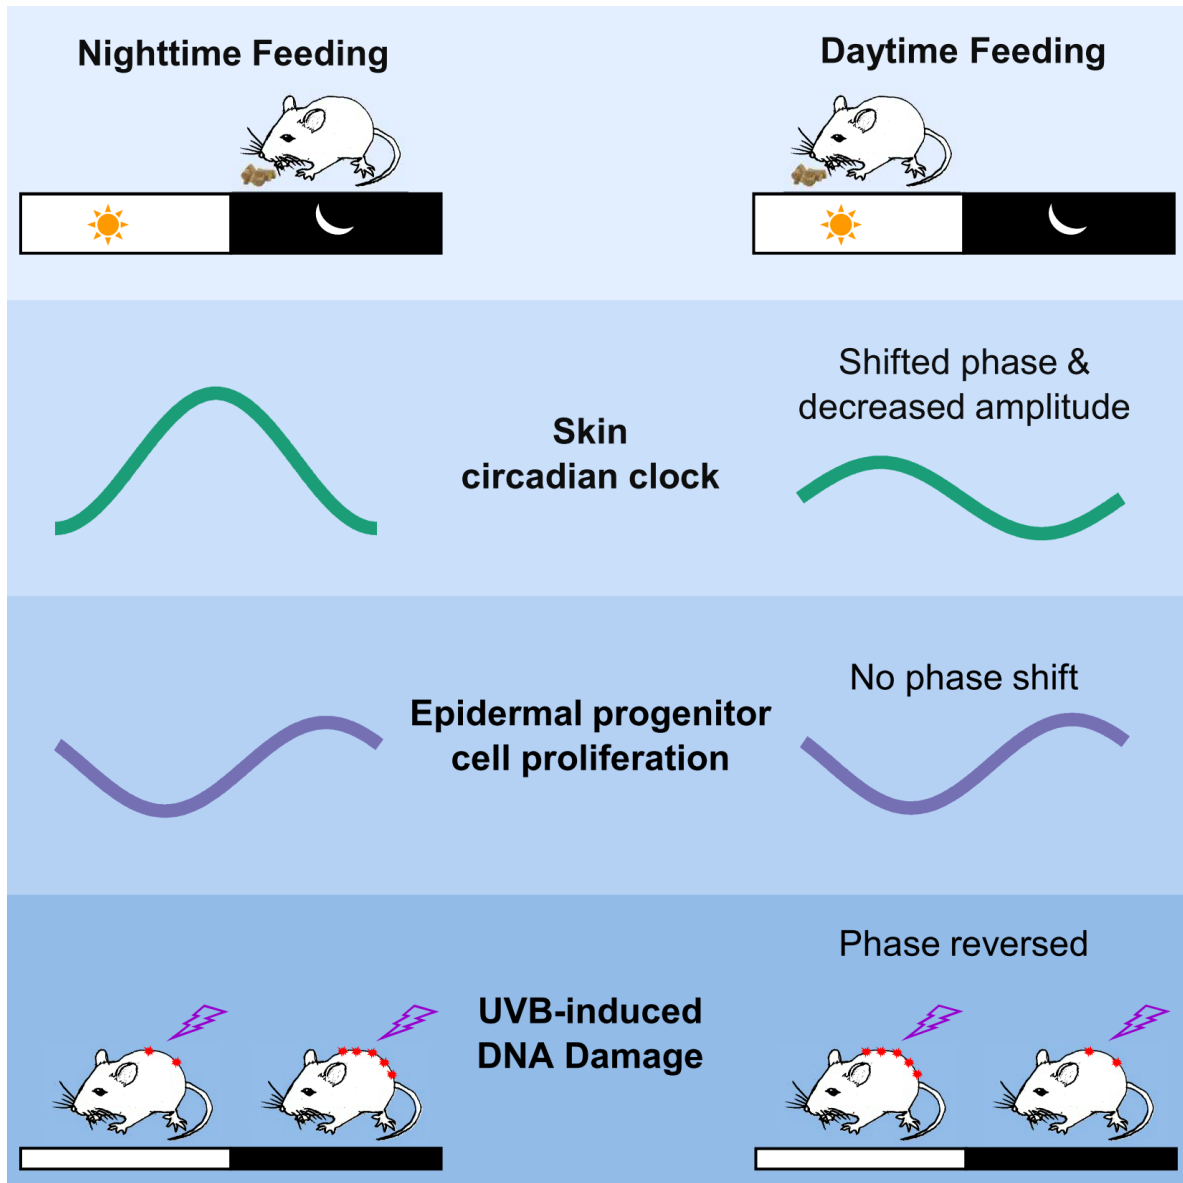 Nighttime Feeding
Daytime Feeding
Shifted phase &
decreased amplitude
Skin
circadian clock
No phase shift
Epidermal progenitor
cell proliferation
Phase reversed
UVB-induced
DNA Damage